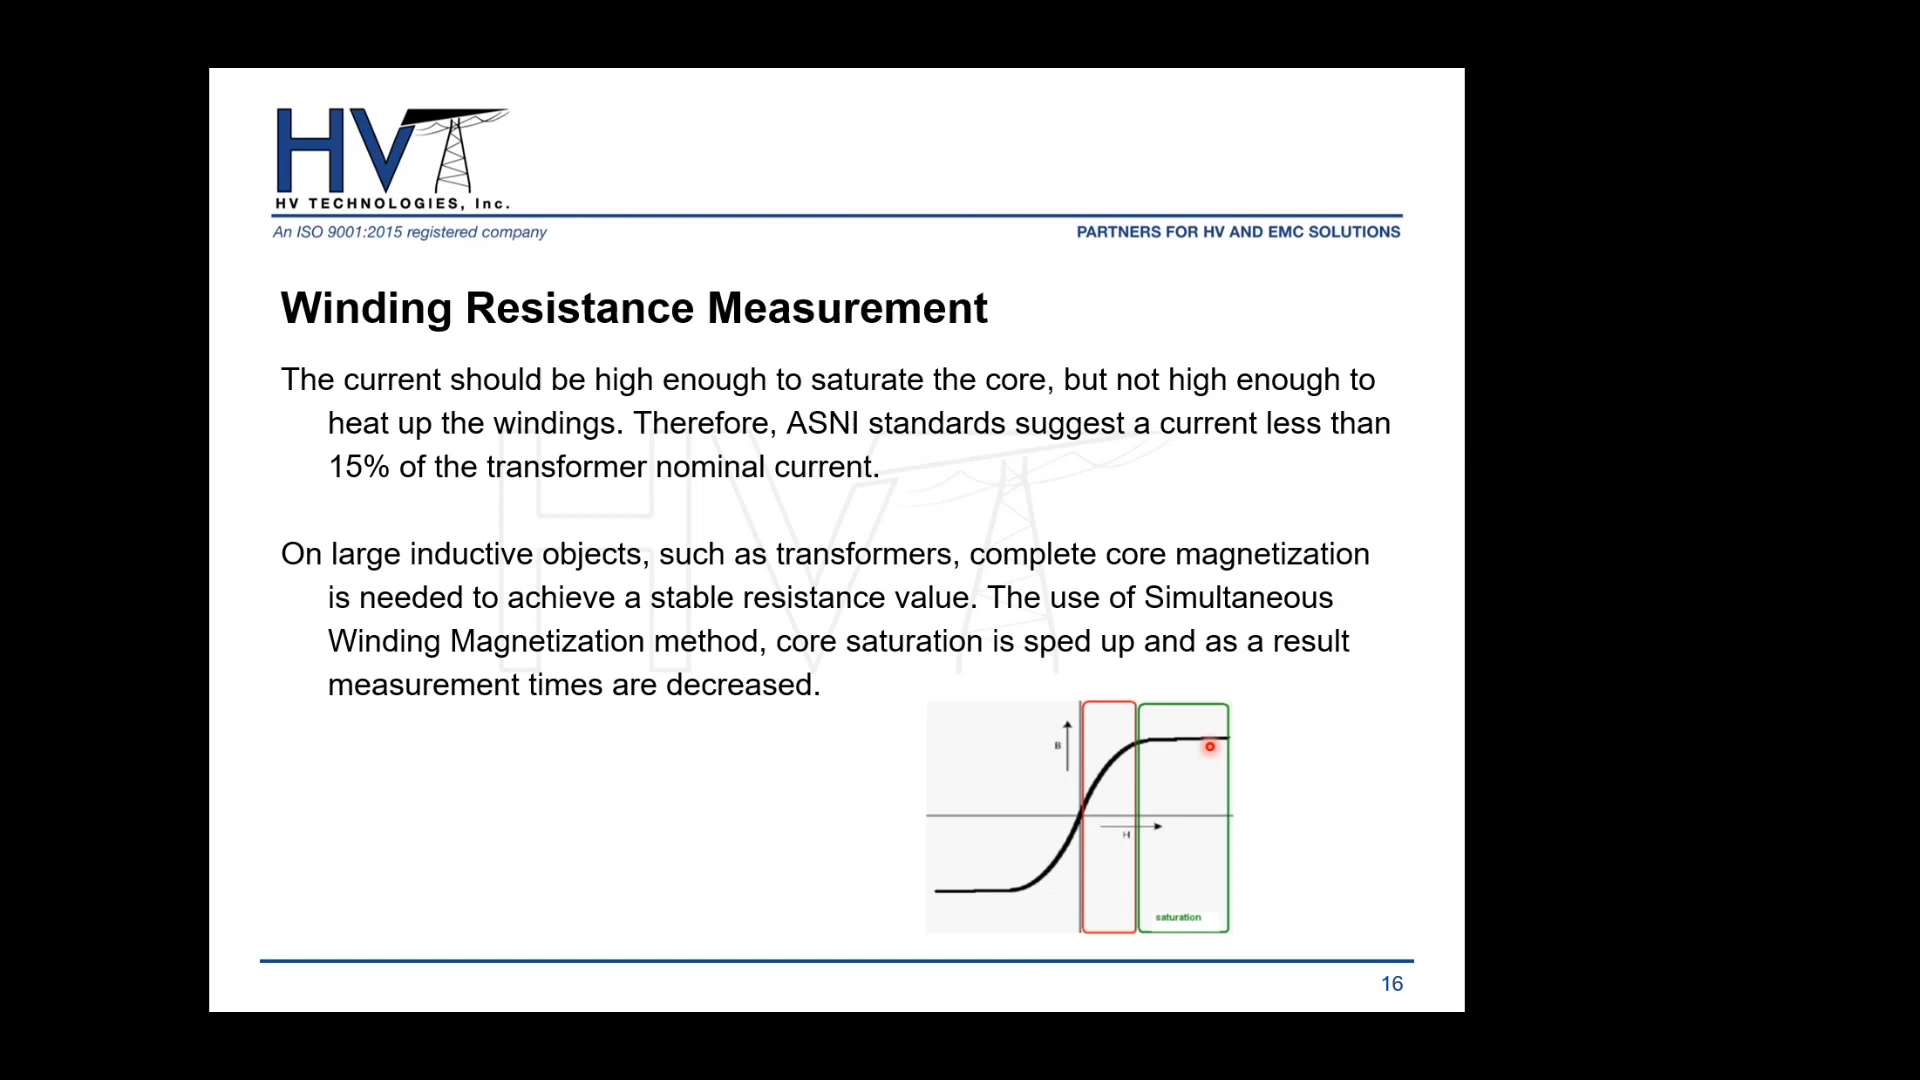 HVT
HV TECHNOLOGIES, Inc.
An ISO 9001:2015 registered company
PARTNERS FOR HV AND EMC SOLUTIONS
Winding Resistance Measurement
The current should be high enough to saturate the core, but not high enough to
heat up the windings. Therefore, ASNI standards suggest a current less than
15% of the transformer nominal current.
On large inductive objects, such as transformers, complete core magnetization
is needed to achieve a stable resistance value. The use of Simultaneous
Winding Magnetization method, core saturation is sped up and as a result
measurement times are decreased.
B
H
saturation
16